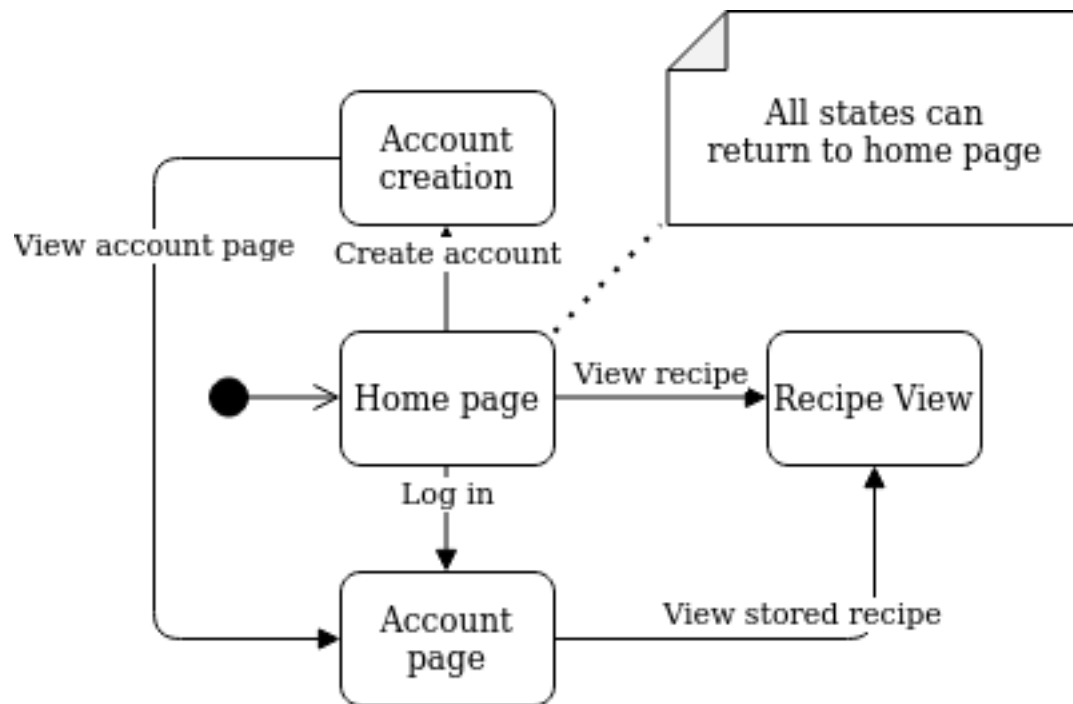 All states can
return to home page
Account
creation
View account page
Create account
View recipe
Home page
Recipe View
Log in
Account
page
View stored recipe